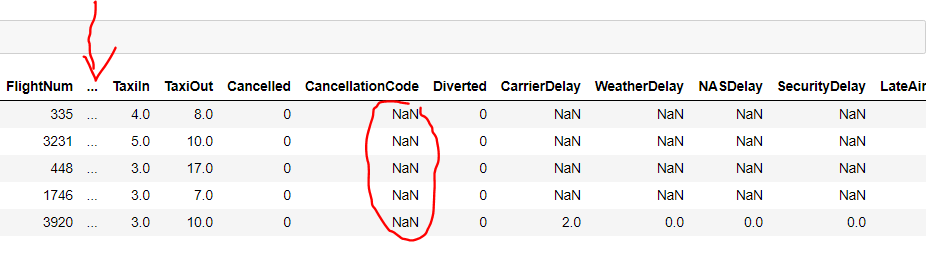 FlightNum ... TaxiIn TaxiOut Cancelled CancellationCode Diverted CarrierDelay WeatherDelay NASDelay SecurityDelay LateAir
335 ... 4.0 8.0 0 NaN 0 NaN NaN NaN NaN
3231 ... 5.0 10.0 0 NaN 0 NaN NaN NaN NaN
448 ... 3.0 17.0 0 NaN 0 NaN NaN NaN NaN
1746 ... 3.0 7.0 0 NaN 0 NaN NaN NaN NaN
3920 ... 3.0 10.0 0 NaN 0 2.0 0.0 0.0 0.0